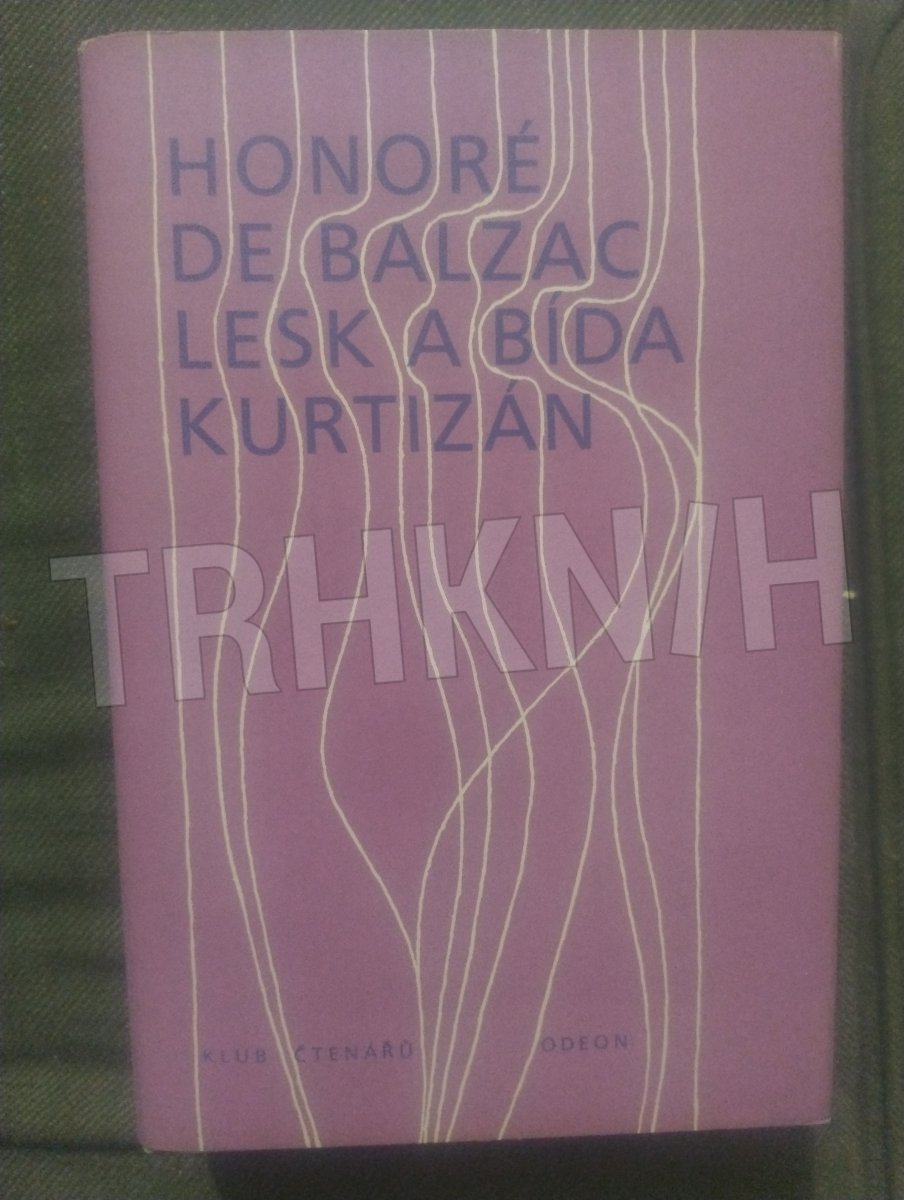 HONORÉ
DE BALZAC
LESK A BÍDA
KURTIZÁN
TRHKNIH
KLUB ČTENÁŘŮ
ODEON